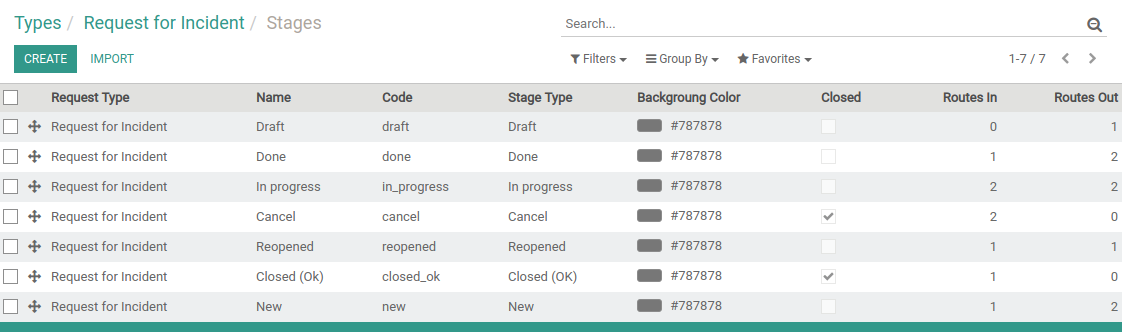 Types / Request for Incident / Stages
Search...
CREATE IMPORT
Filters Group By Favorites 1-7 / 7
Request Type Name Code Stage Type Backgroung Color Closed Routes In Routes Out
Request for Incident Draft draft Draft #787878 0 1
Request for Incident Done done Done #787878 1 2
Request for Incident In progress in_progress In progress #787878 2 2
Request for Incident Cancel cancel Cancel #787878 2 0
Request for Incident Reopened reopened Reopened #787878 1 1
Request for Incident Closed (Ok) closed_ok Closed (OK) #787878 1 0
Request for Incident New new New #787878 1 2